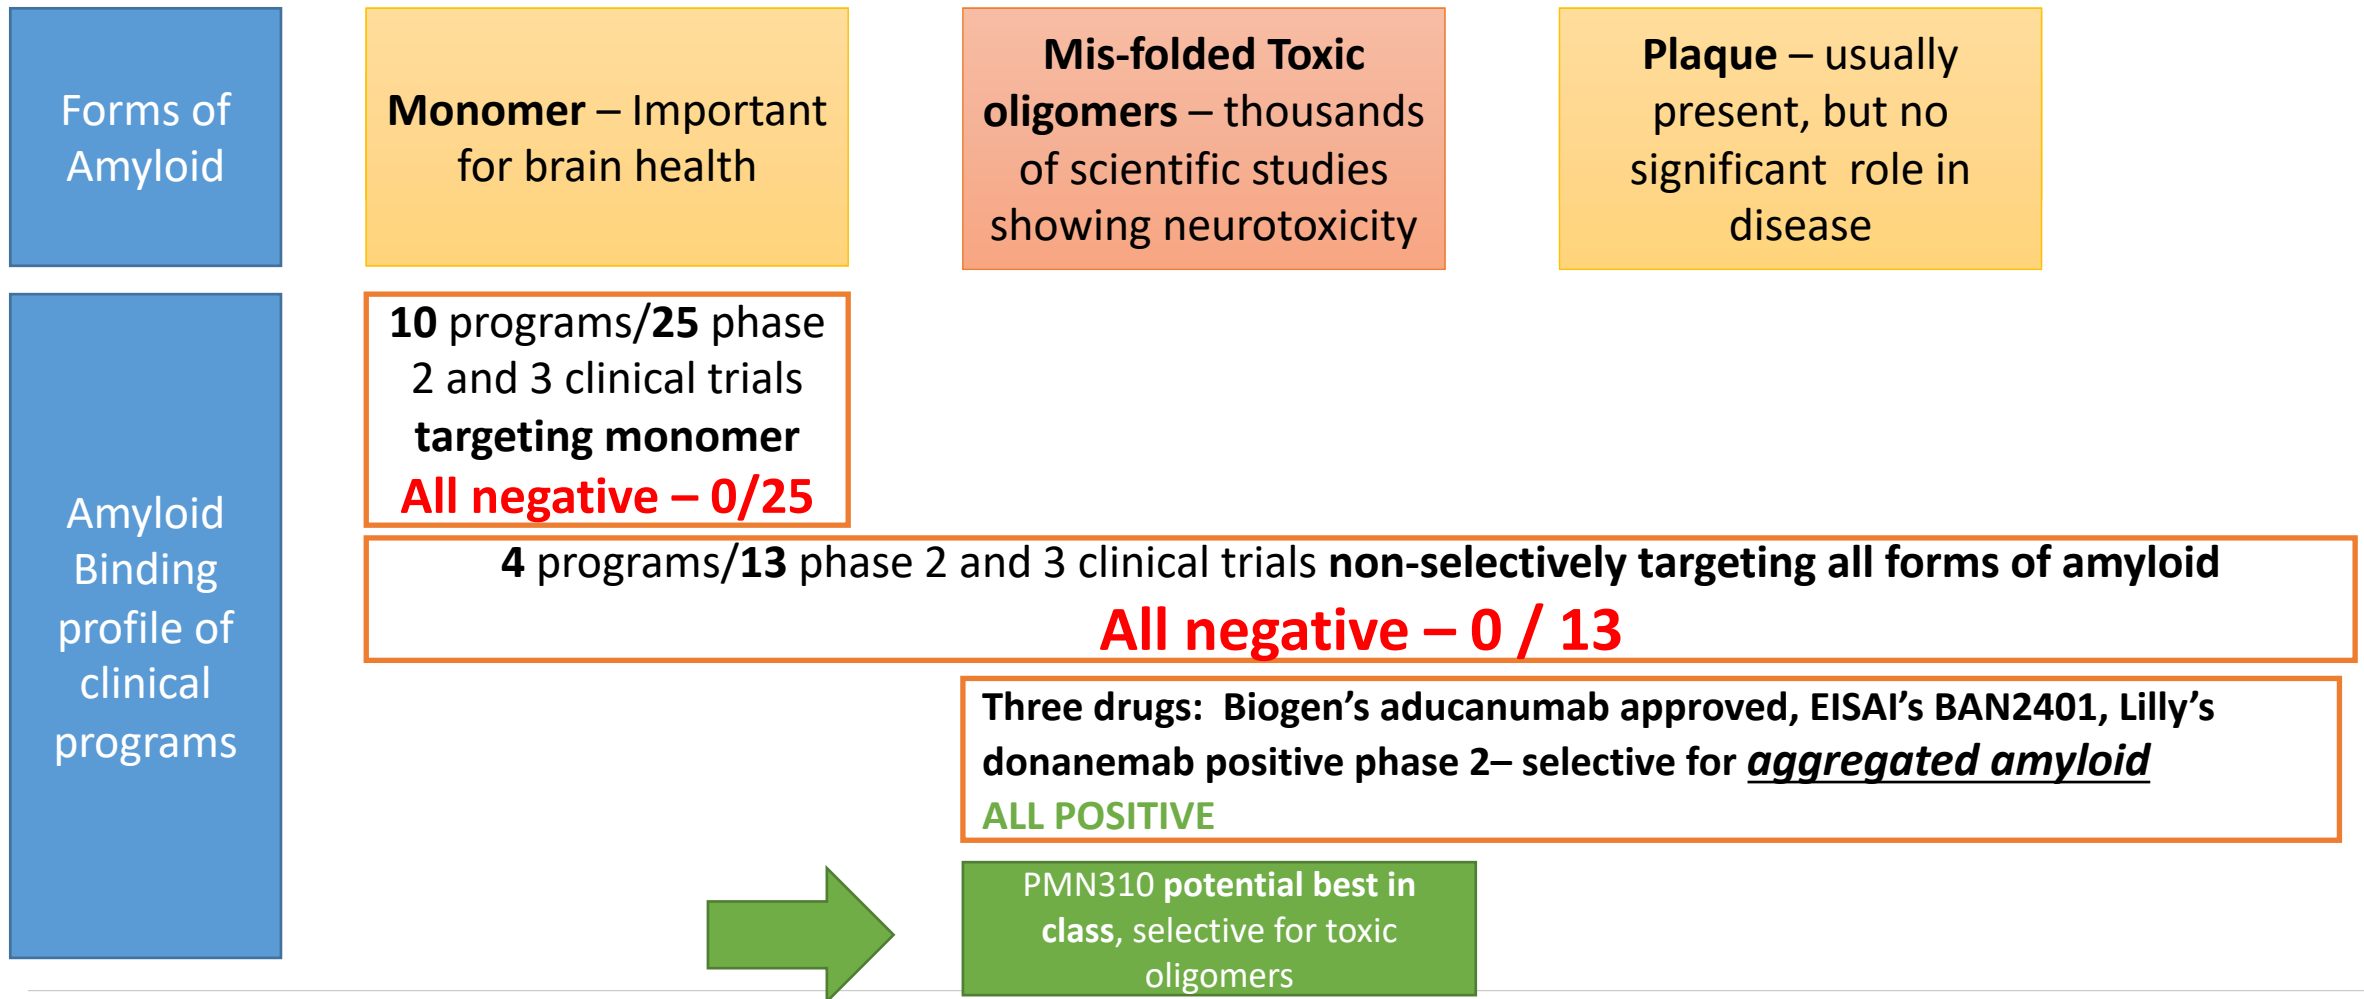 Forms of
Amyloid
Monomer – Important
for brain health
Mis-folded Toxic
oligomers – thousands
of scientific studies
showing neurotoxicity
Plaque – usually
present, but no
significant  role in
disease
Amyloid
Binding
profile of
clinical
programs
10 programs/25 phase
2 and 3 clinical trials
targeting monomer
All negative – 0/25
4 programs/13 phase 2 and 3 clinical trials non-selectively targeting all forms of amyloid
All negative – 0 / 13
Three drugs:  Biogen’s aducanumab approved, EISAI’s BAN2401, Lilly’s
donanemab positive phase 2– selective for aggregated amyloid
ALL POSITIVE
PMN310 potential best in
class, selective for toxic
oligomers